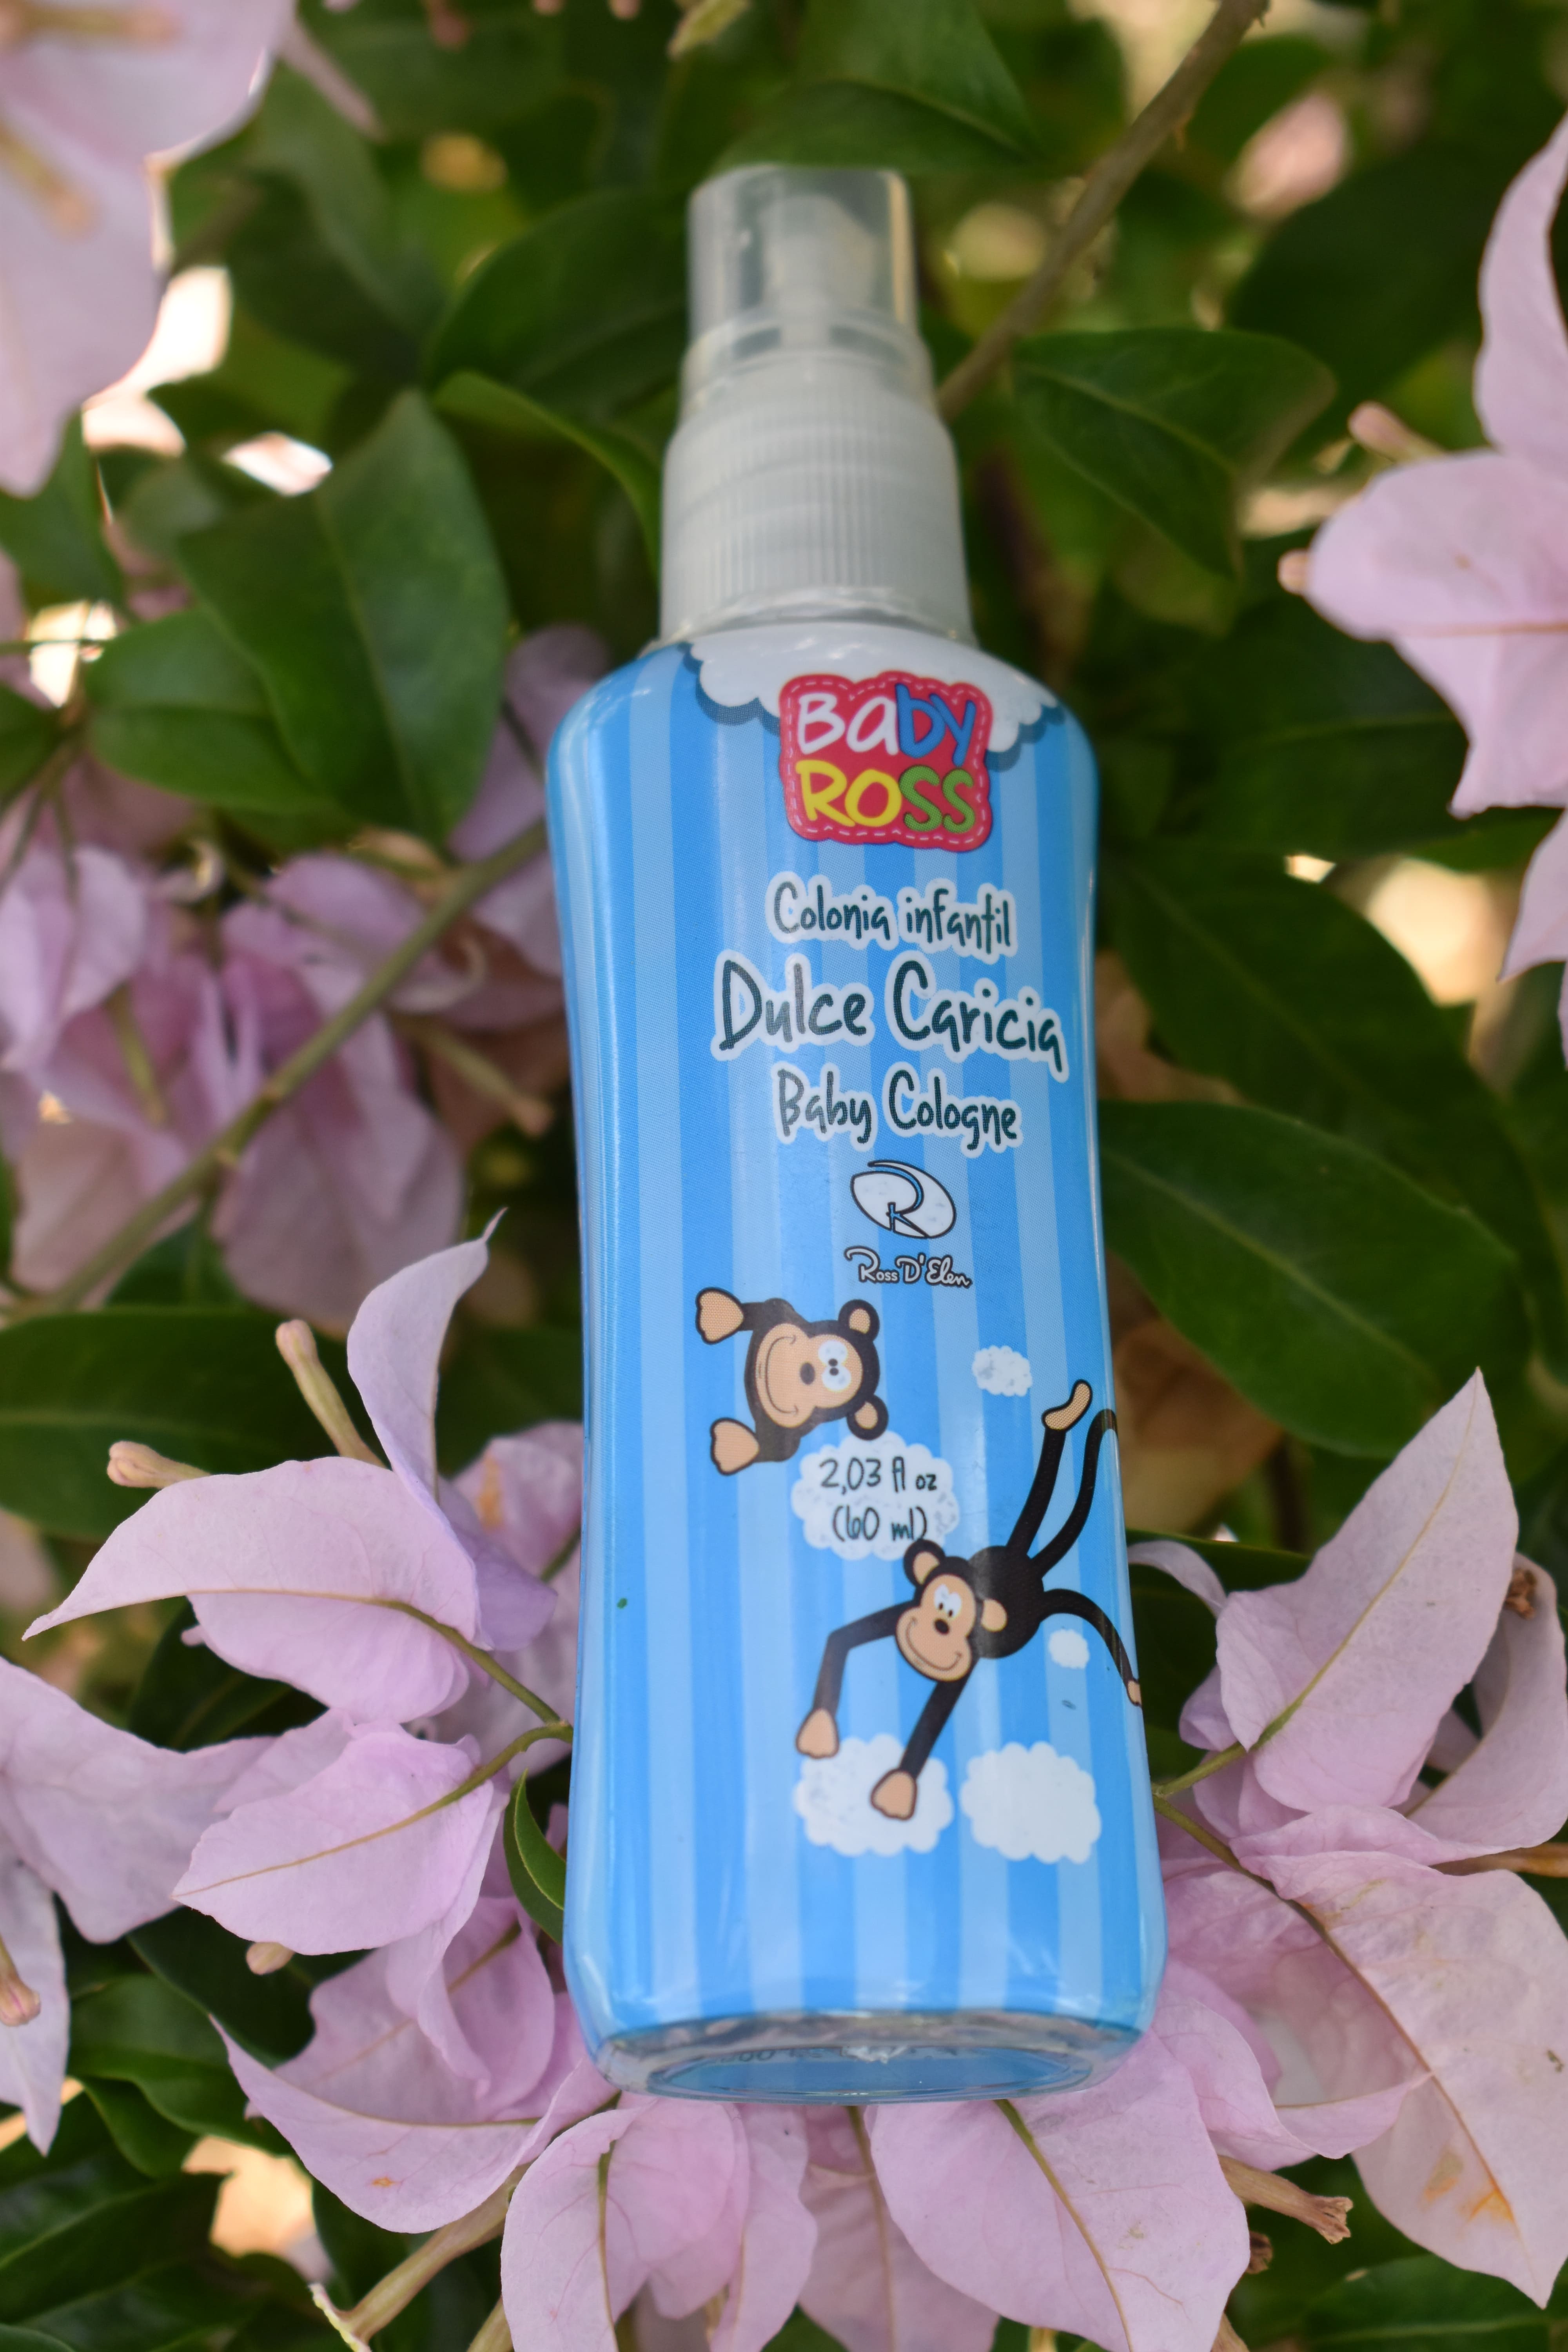 Baby
ROSS
Colonia infantil
Dulce Caricia
Baby Cologne
R
Ross D'Elen
2,03 fl oz
(60 ml)